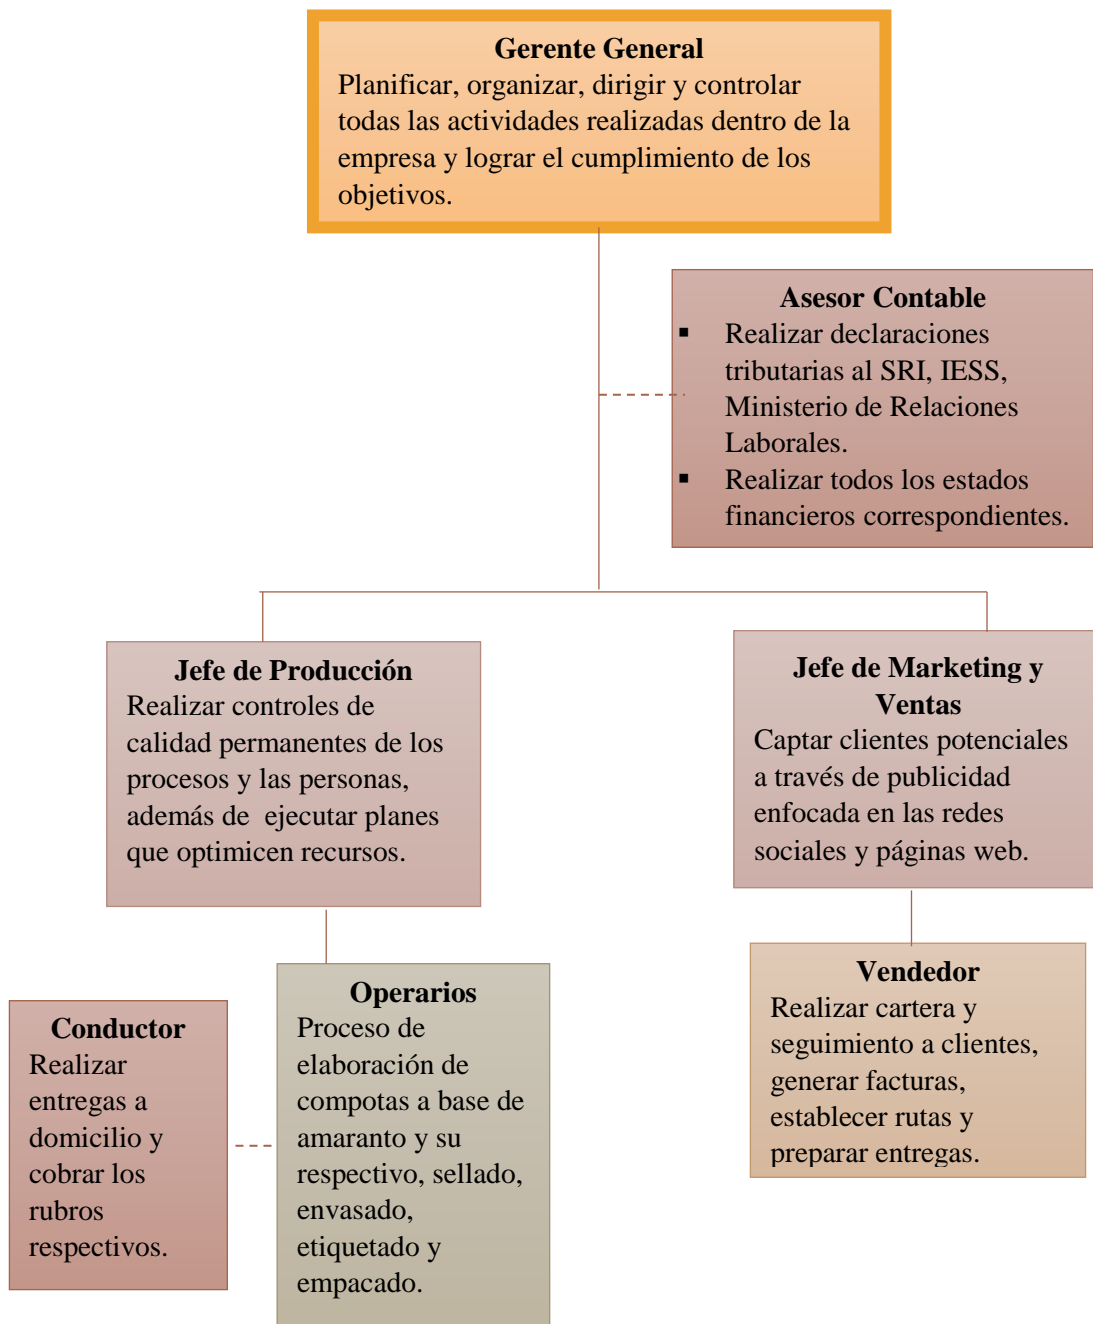 Gerente General
Planificar, organizar, dirigir y controlar
todas las actividades realizadas dentro de la
empresa y lograr el cumplimiento de los
objetivos.
Asesor Contable
▪ Realizar declaraciones
tributarias al SRI, IESS,
Ministerio de Relaciones
Laborales.
▪ Realizar todos los estados
financieros correspondientes.
Jefe de Producción
Realizar controles de
calidad permanentes de los
procesos y las personas,
además de  ejecutar planes
que optimicen recursos.
Jefe de Marketing y
Ventas
Captar clientes potenciales
a través de publicidad
enfocada en las redes
sociales y páginas web.
Conductor
Realizar
entregas a
domicilio y
cobrar los
rubros
respectivos.
Operarios
Proceso de
elaboración de
compotas a base de
amaranto y su
respectivo, sellado,
envasado,
etiquetado y
empacado.
Vendedor
Realizar cartera y
seguimiento a clientes,
generar facturas,
establecer rutas y
preparar entregas.